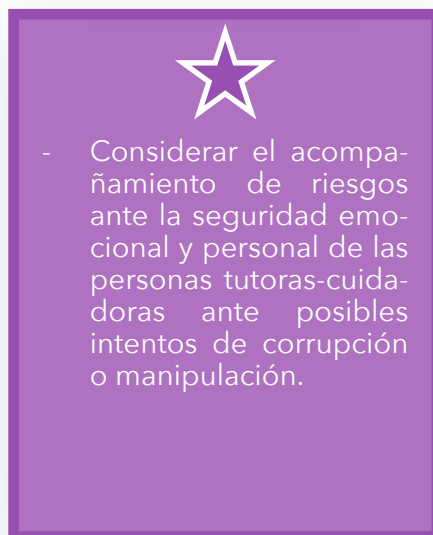 - Considerar el acompa-
ñamiento de riesgos
ante la seguridad emo-
cional y personal de las
personas tutoras-cuida-
doras ante posibles
intentos de corrupción
o manipulación.